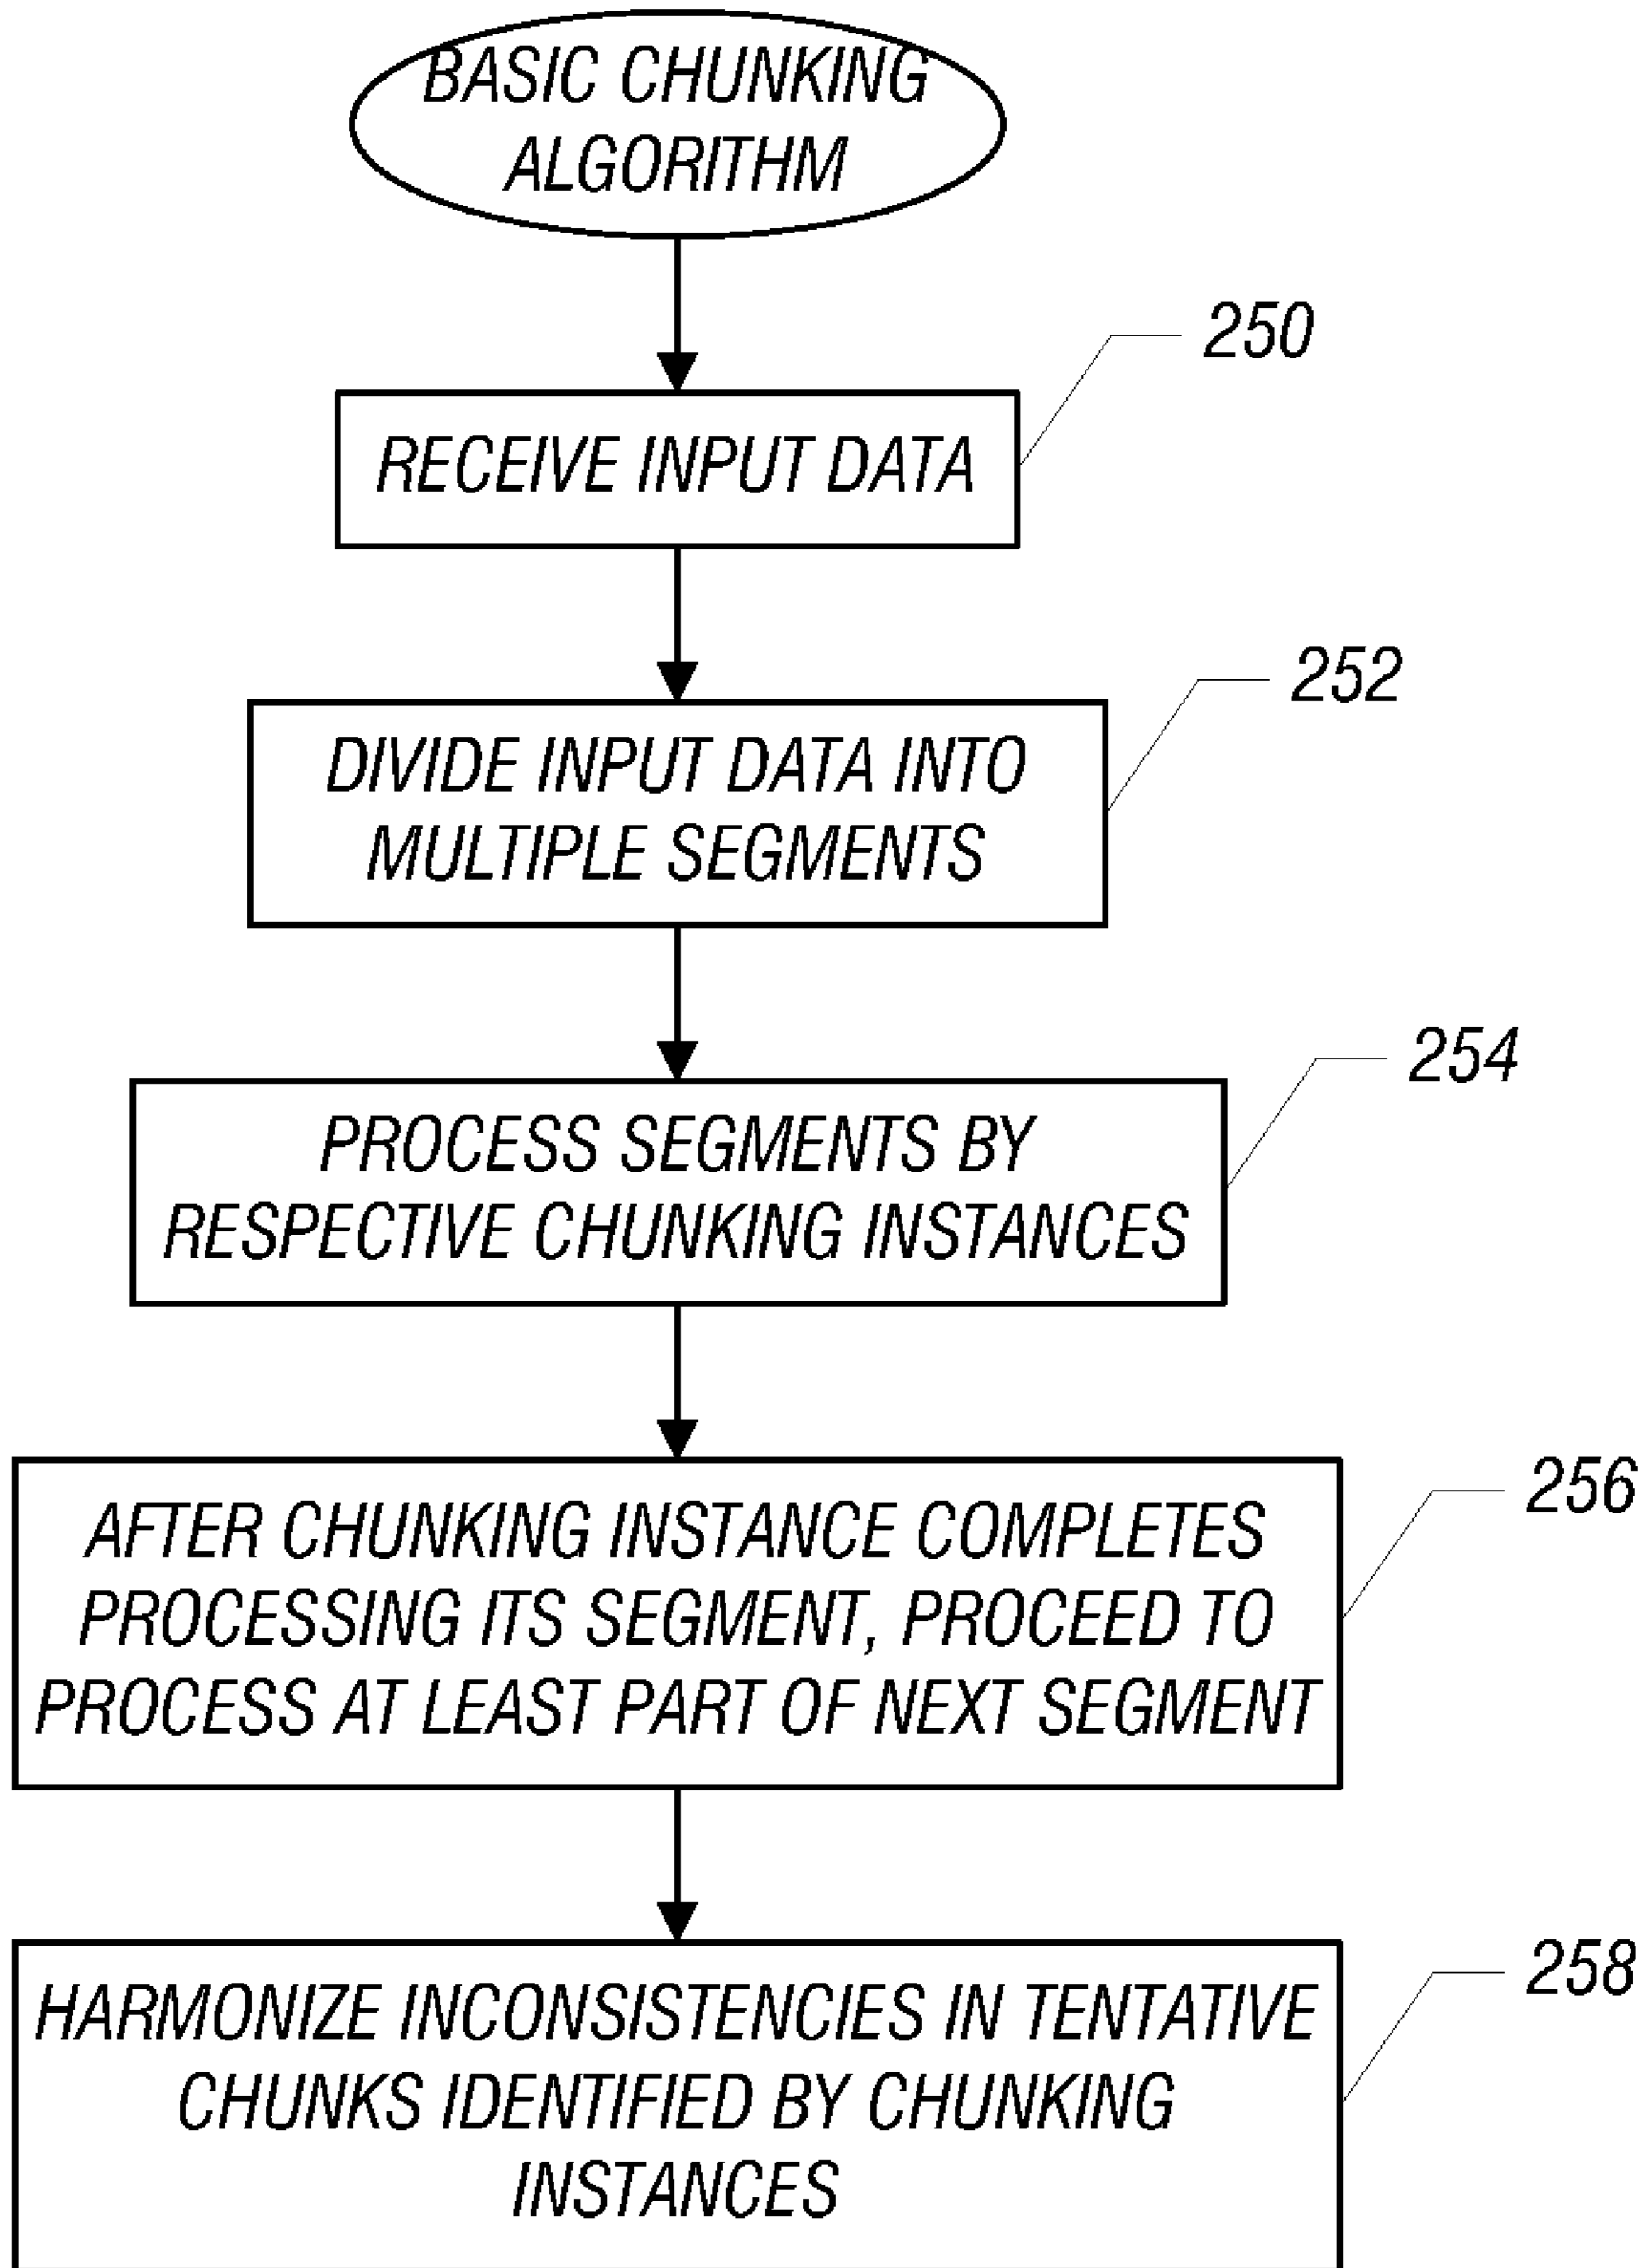 BASIC CHUNKING
ALGORITHM
250
RECEIVE INPUT DATA
252
DIVIDE INPUT DATA INTO
MULTIPLE SEGMENTS
254
PROCESS SEGMENTS BY
RESPECTIVE CHUNKING INSTANCES
256
AFTER CHUNKING INSTANCE COMPLETES
PROCESSING ITS SEGMENT, PROCEED TO
PROCESS AT LEAST PART OF NEXT SEGMENT
258
HARMONIZE INCONSISTENCIES IN TENTATIVE
CHUNKS IDENTIFIED BY CHUNKING
INSTANCES